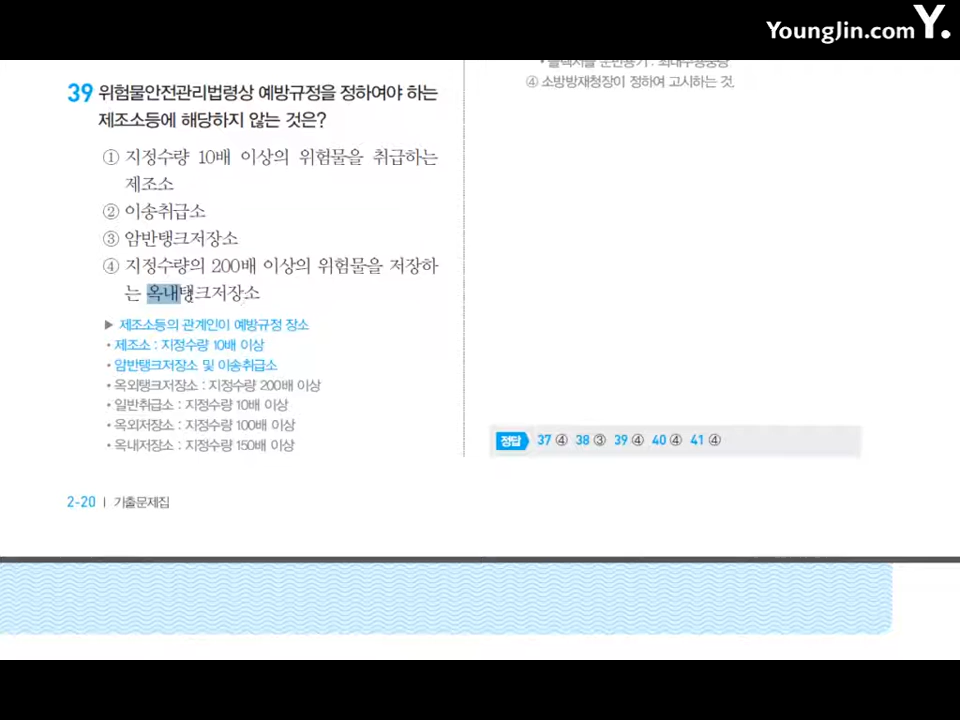 YoungJin.com Y.
39 위험물안전관리법령상 예방규정을 정하여야 하는
제조소등에 해당하지 않는 것은?
① 지정수량 10배 이상의 위험물을 취급하는
제조소
② 이송취급소
③ 암반탱크저장소
④ 지정수량의 200배 이상의 위험물을 저장하
는 옥내탱크저장소
▶ 제조소등의 관계인이 예방규정 장소
• 제조소 : 지정수량 10배 이상
• 암반탱크저장소 및 이송취급소
• 옥외탱크저장소 : 지정수량 200배 이상
• 일반취급소 : 지정수량 10배 이상
• 옥외저장소 : 지정수량 100배 이상
• 옥내저장소 : 지정수량 150배 이상
2-20 | 기출문제집
④ 소방방재청장이 정하여 고시하는 것.
정답 37 ④ 38 ③ 39 ④ 40 ④ 41 ④